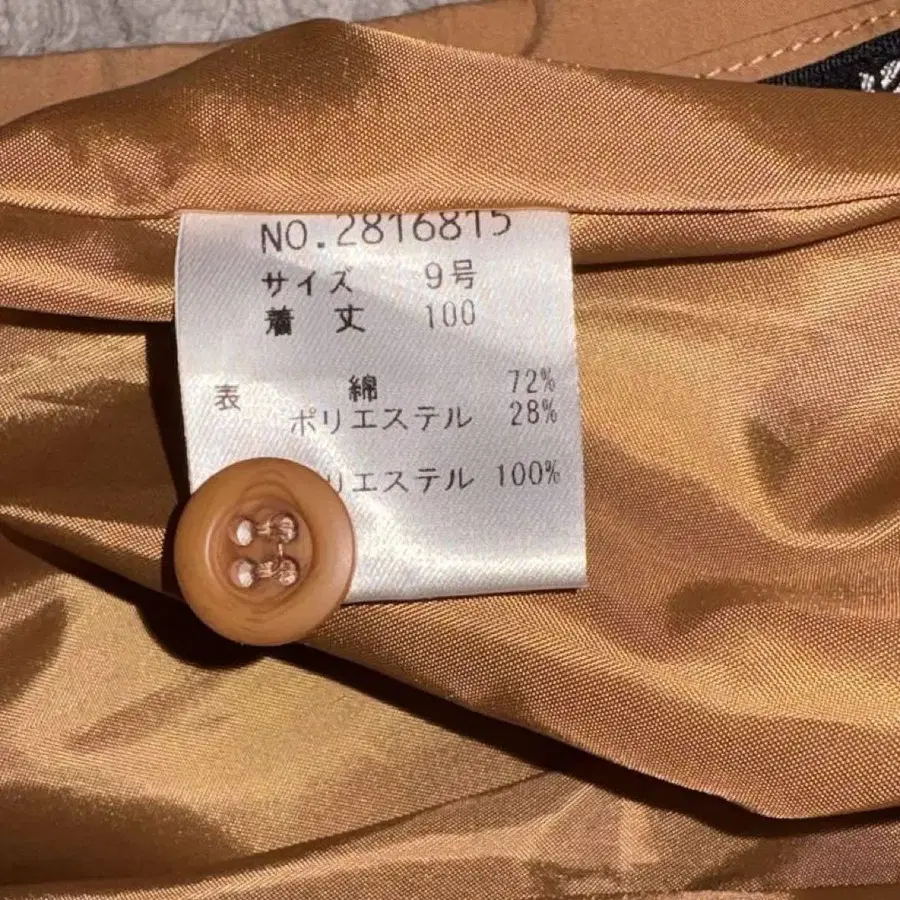 NO.2816815
サイズ 9号
着丈 100
表 綿 72%
ポリエステル 28%
リエステル 100%